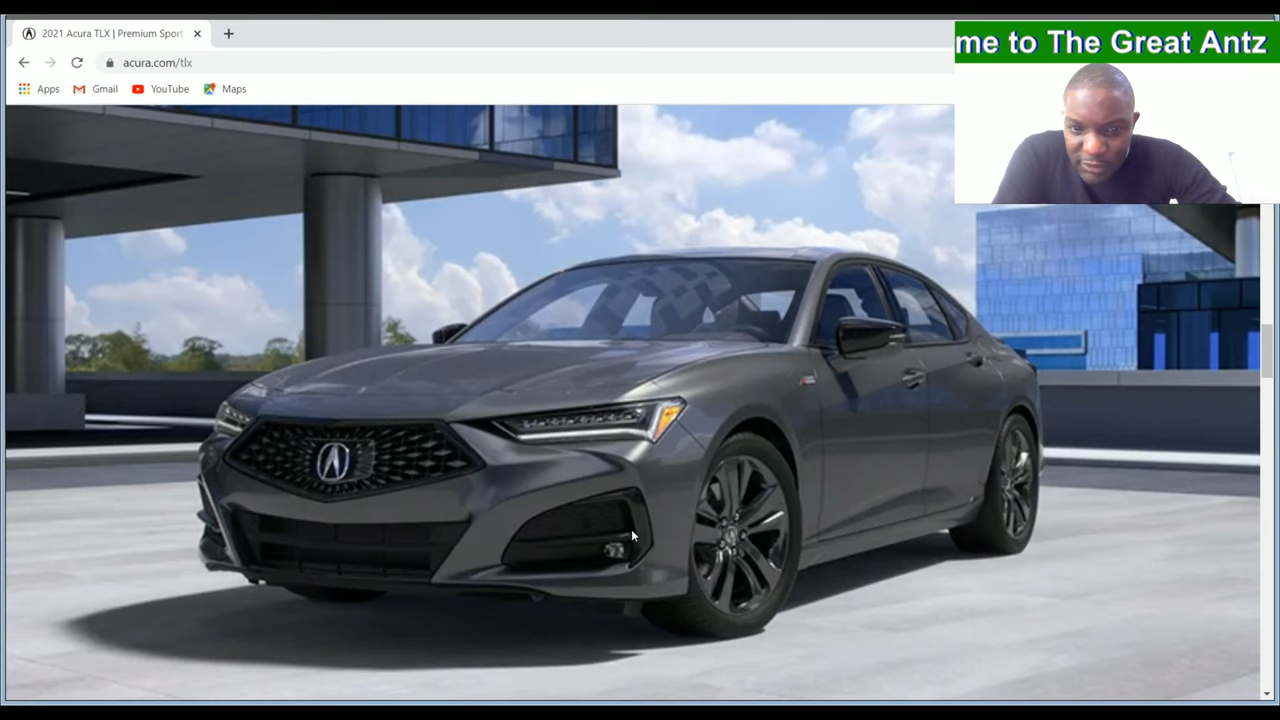 2021 Acura TLX | Premium Sport
me to The Great Antz
acura.com/tlx
Apps Gmail YouTube Maps